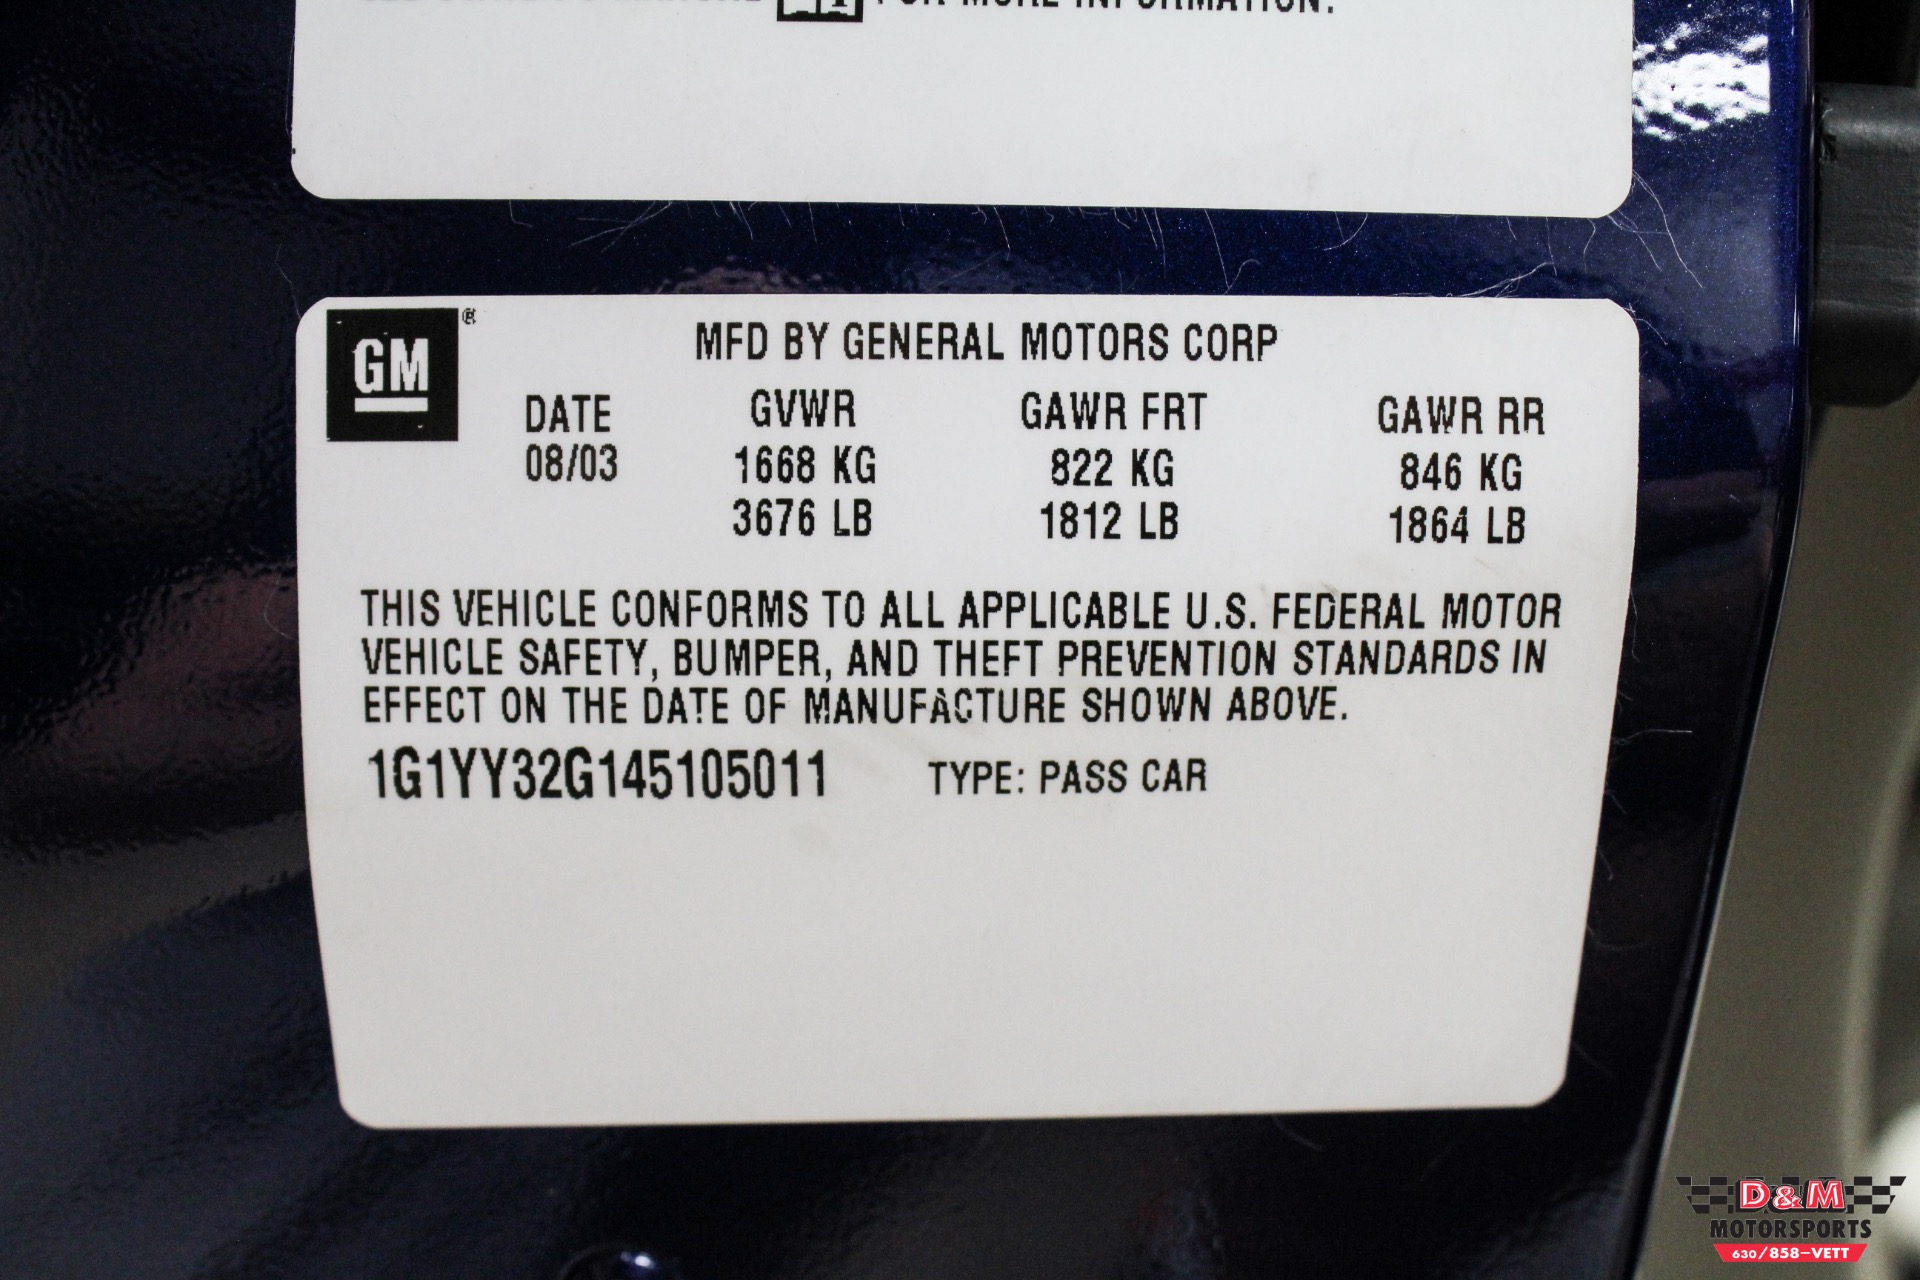 FOR MORE INFORMATION.
GM ®
MFD BY GENERAL MOTORS CORP
DATE GVWR GAWR FRT GAWR RR
08/03 1668 KG 822 KG 846 KG
3676 LB 1812 LB 1864 LB
THIS VEHICLE CONFORMS TO ALL APPLICABLE U.S. FEDERAL MOTOR
VEHICLE SAFETY, BUMPER, AND THEFT PREVENTION STANDARDS IN
EFFECT ON THE DATE OF MANUFACTURE SHOWN ABOVE.
1G1YY32G145105011 TYPE: PASS CAR
D&M
MOTORSPORTS
630/858-VETT